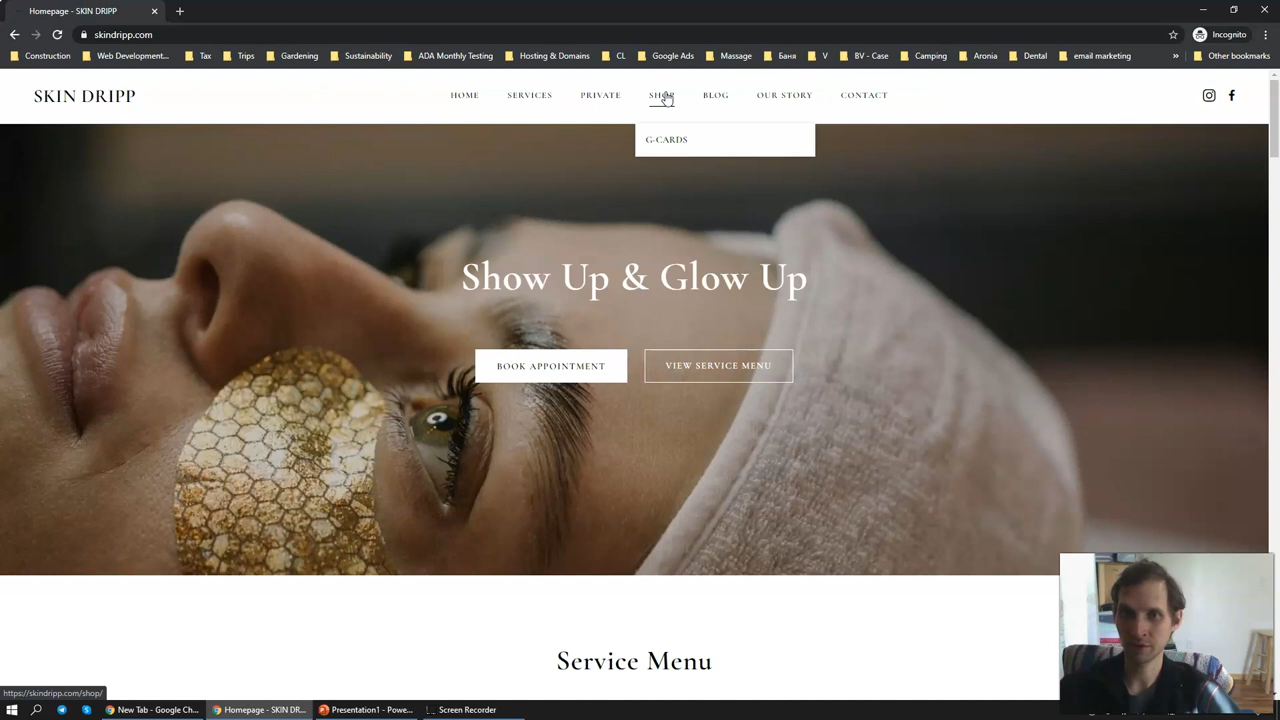 Homepage - SKIN DRIPP
skindripp.com
Incognito
Construction
Web Development...
Tax
Trips
Gardening
Sustainability
ADA Monthly Testing
Hosting & Domains
CL
Google Ads
Massage
Баня
V
BV - Case
Camping
Aronia
Dental
email marketing
»
Other bookmarks
SKIN DRIPP
HOME
SERVICES
PRIVATE
SHOP
BLOG
OUR STORY
CONTACT
G-CARDS
Show Up & Glow Up
BOOK APPOINTMENT
VIEW SERVICE MENU
Service Menu
https://skindripp.com/shop/
New Tab - Google Ch...
Homepage - SKIN DR...
Presentation1 - Powe...
Screen Recorder